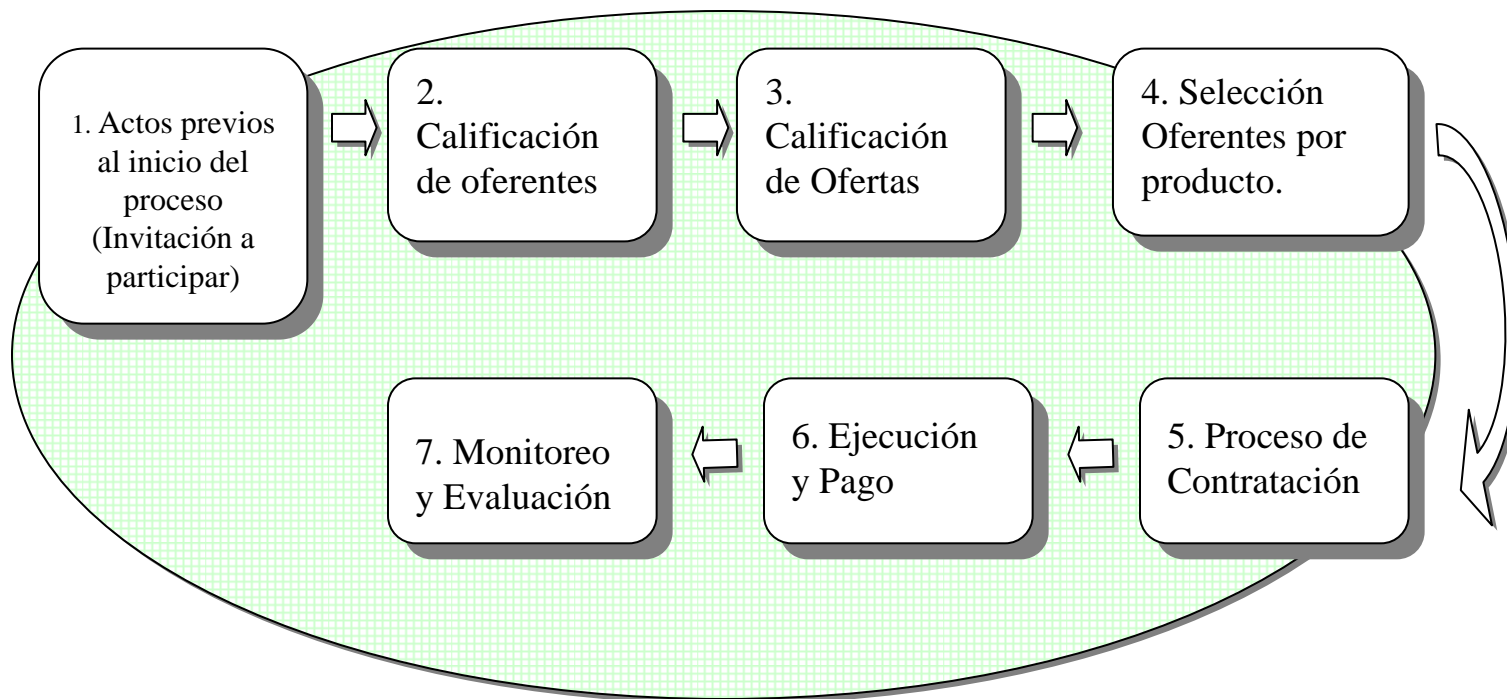 1. Actos previos
al inicio del
proceso
(Invitación a
participar)
2.
Calificación
de oferentes
3.
Calificación
de Ofertas
4. Selección
Oferentes por
producto.
5. Proceso de
Contratación
6. Ejecución
y Pago
7. Monitoreo
y Evaluación